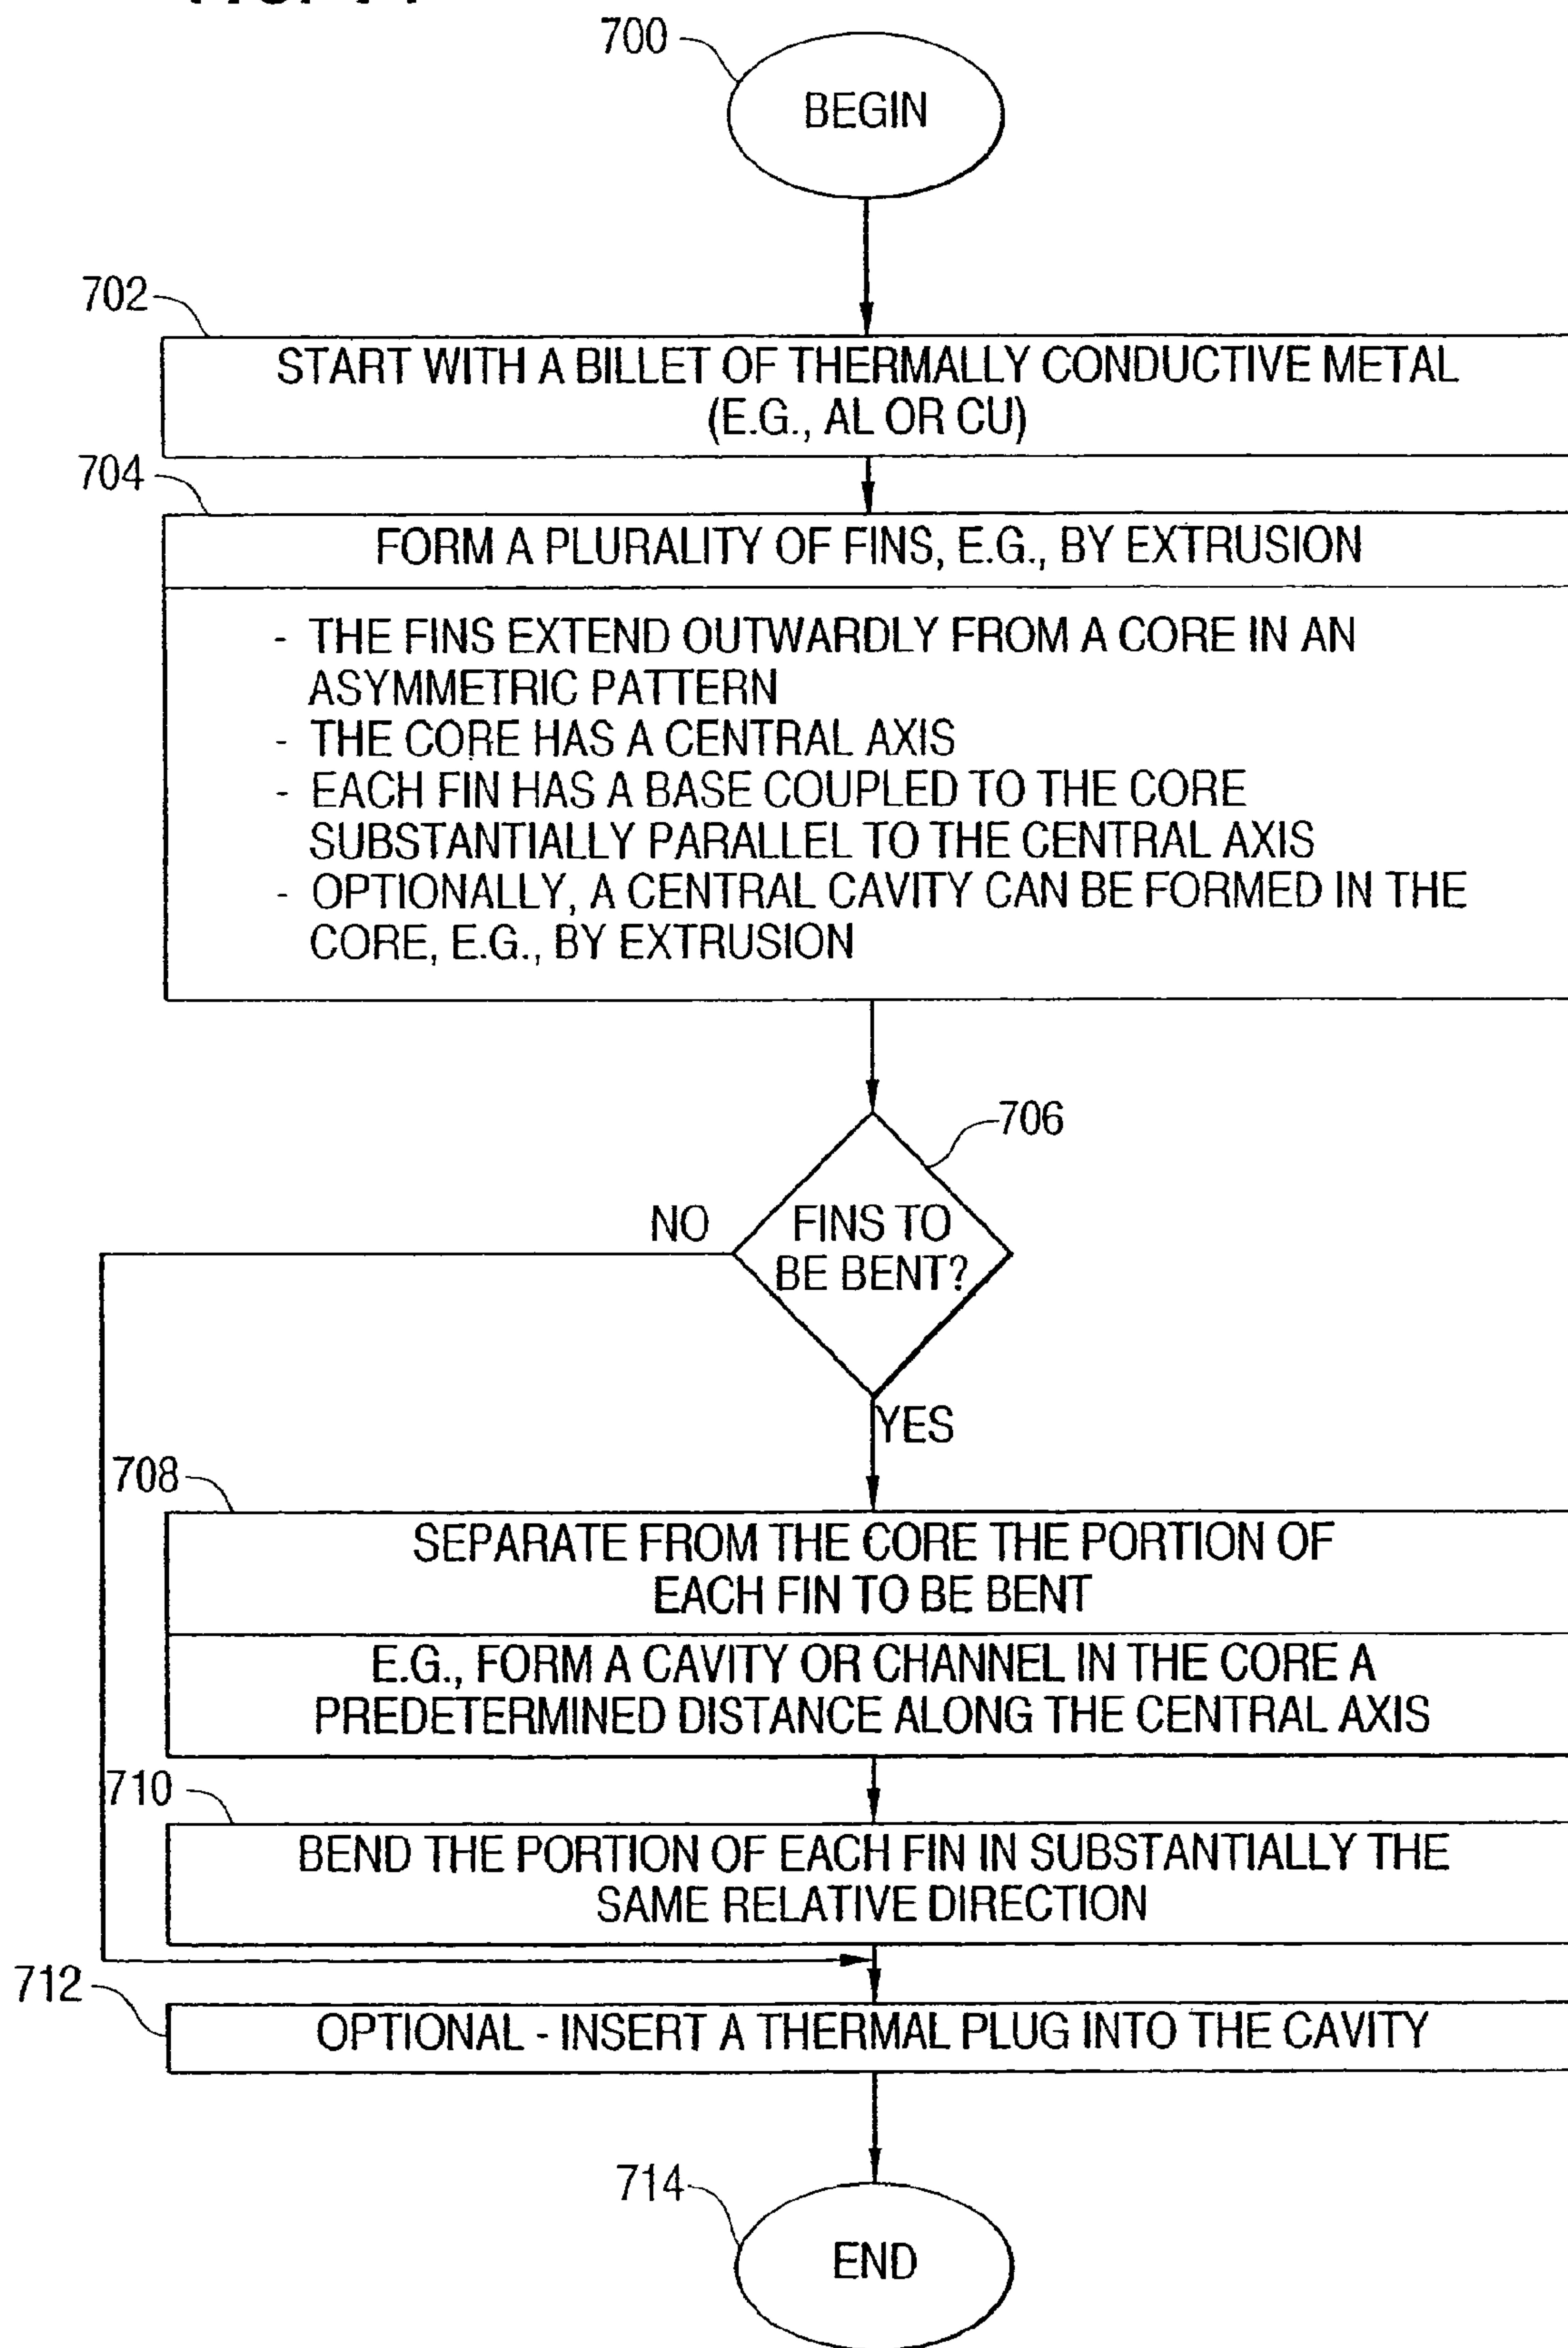 700
BEGIN
702
START WITH A BILLET OF THERMALLY CONDUCTIVE METAL
(E.G., AL OR CU)
704
FORM A PLURALITY OF FINS, E.G., BY EXTRUSION
- THE FINS EXTEND OUTWARDLY FROM A CORE IN AN
ASYMMETRIC PATTERN
- THE CORE HAS A CENTRAL AXIS
- EACH FIN HAS A BASE COUPLED TO THE CORE
SUBSTANTIALLY PARALLEL TO THE CENTRAL AXIS
- OPTIONALLY, A CENTRAL CAVITY CAN BE FORMED IN THE
CORE, E.G., BY EXTRUSION
706
NO
FINS TO
BE BENT?
YES
708
SEPARATE FROM THE CORE THE PORTION OF
EACH FIN TO BE BENT
E.G., FORM A CAVITY OR CHANNEL IN THE CORE A
PREDETERMINED DISTANCE ALONG THE CENTRAL AXIS
710
BEND THE PORTION OF EACH FIN IN SUBSTANTIALLY THE
SAME RELATIVE DIRECTION
712
OPTIONAL - INSERT A THERMAL PLUG INTO THE CAVITY
714
END